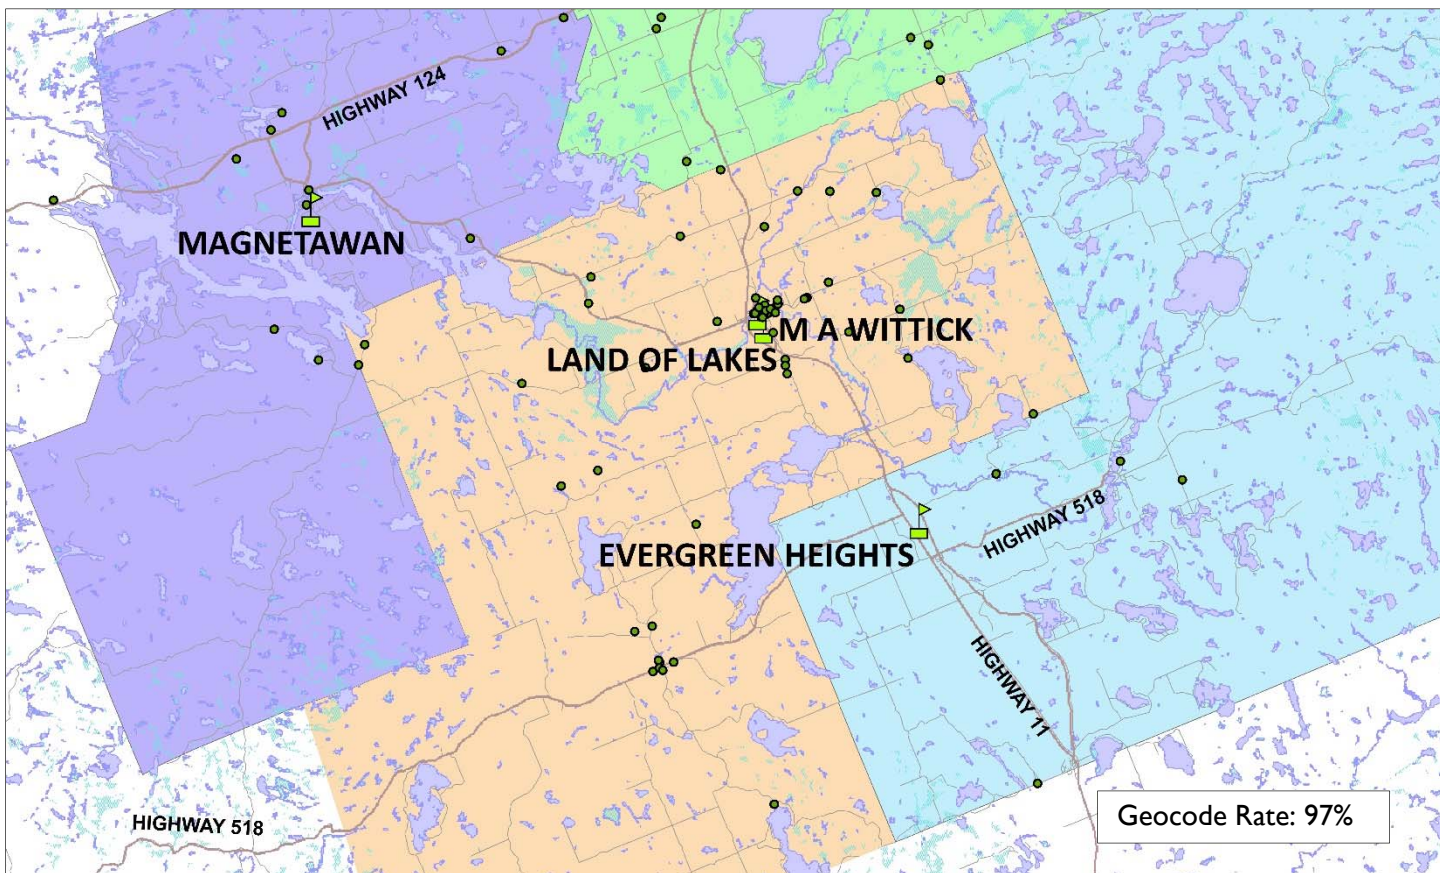 HIGHWAY 124
MAGNETAWAN
M A WITTICK
LAND OF LAKES
HIGHWAY 518
EVERGREEN HEIGHTS
HIGHWAY 11
Geocode Rate: 97%
HIGHWAY 518